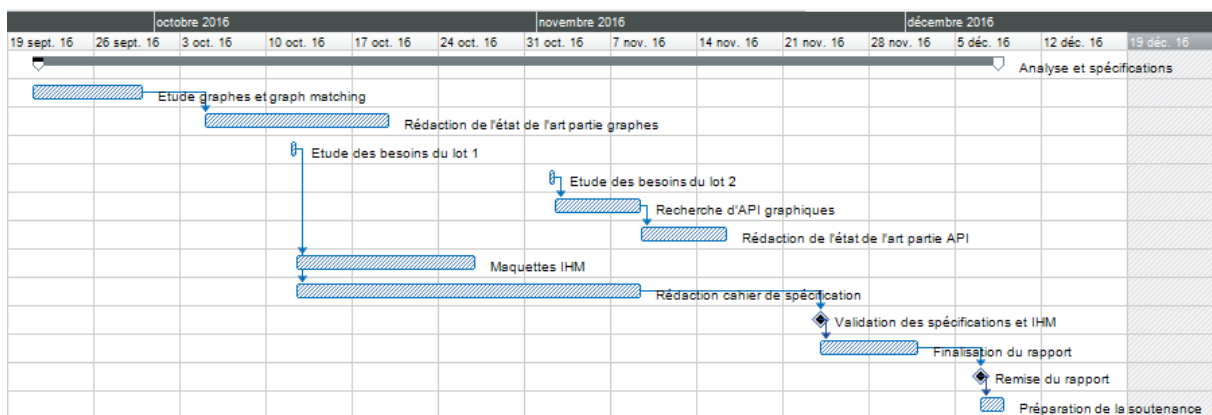 octobre 2016 novembre 2016 décembre 2016
19 sept. 16 26 sept. 16 3 oct. 16 10 oct. 16 17 oct. 16 24 oct. 16 31 oct. 16 7 nov. 16 14 nov. 16 21 nov. 16 28 nov. 16 5 déc. 16 12 déc. 16 19 déc. 16
Analyse et spécifications
Etude graphes et graph matching
Rédaction de l'état de l'art partie graphes
Etude des besoins du lot 1
Etude des besoins du lot 2
Recherche d'API graphiques
Rédaction de l'état de l'art partie API
Maquettes IHM
Rédaction cahier de spécification
Validation des spécifications et IHM
Finalisation du rapport
Remise du rapport
Préparation de la soutenance